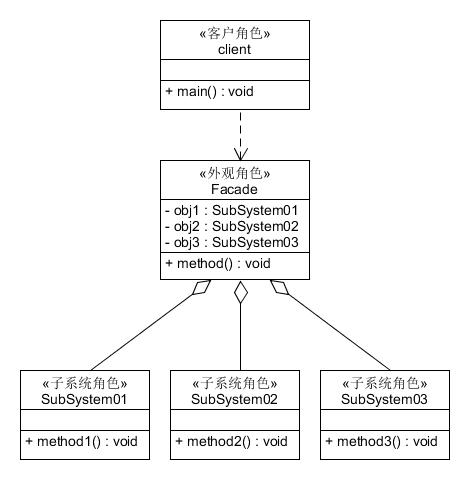 «客户角色»
client
+ main() : void
«外观角色»
Facade
- obj1 : SubSystem01
- obj2 : SubSystem02
- obj3 : SubSystem03
+ method() : void
«子系统角色»
SubSystem01
+ method1() : void
«子系统角色»
SubSystem02
+ method2() : void
«子系统角色»
SubSystem03
+ method3() : void